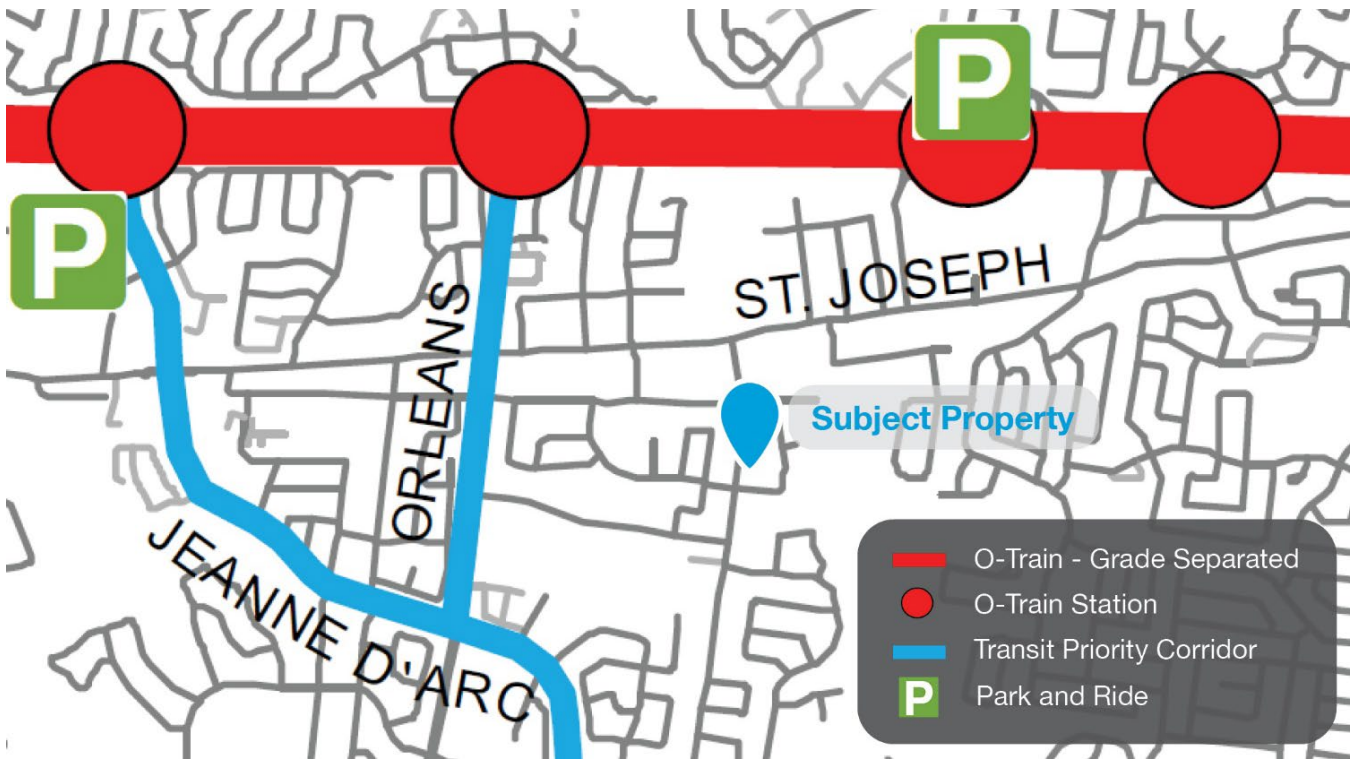 P
P
ST. JOSEPH
ORLEANS
Subject Property
JEANNE D'ARC
O-Train - Grade Separated
O-Train Station
Transit Priority Corridor
P
Park and Ride